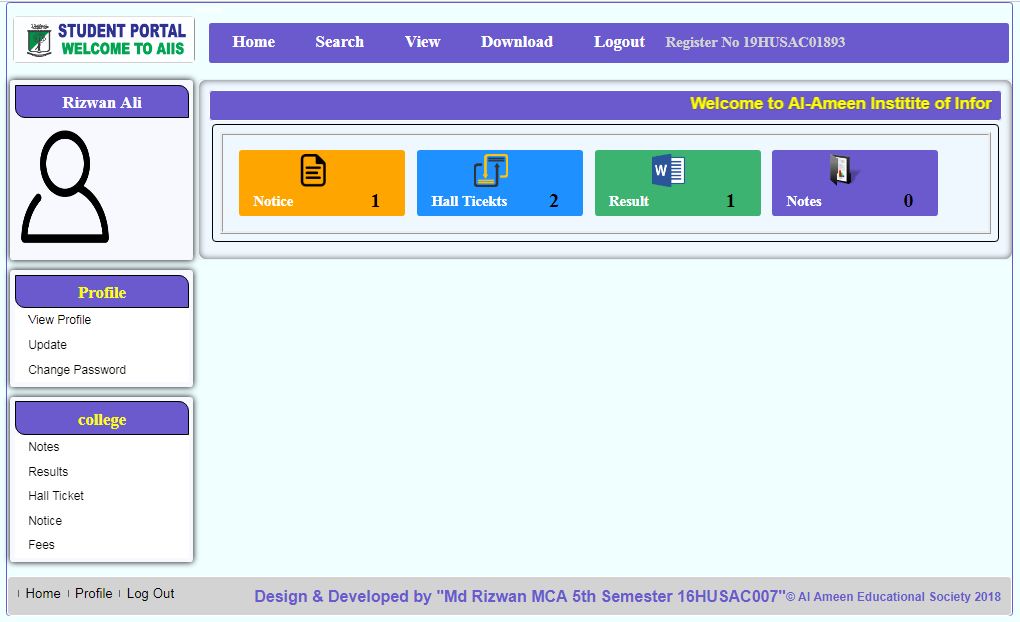 STUDENT PORTAL
WELCOME TO AIIS
Home Search View Download Logout Register No 19HUSAC01893
Rizwan Ali
Welcome to Al-Ameen Institite of Infor
Notice 1
Hall Ticekts 2
W
Result 1
Notes 0
Profile
View Profile
Update
Change Password
college
Notes
Results
Hall Ticket
Notice
Fees
Home Profile Log Out
Design & Developed by "Md Rizwan MCA 5th Semester 16HUSAC007"© Al Ameen Educational Society 2018